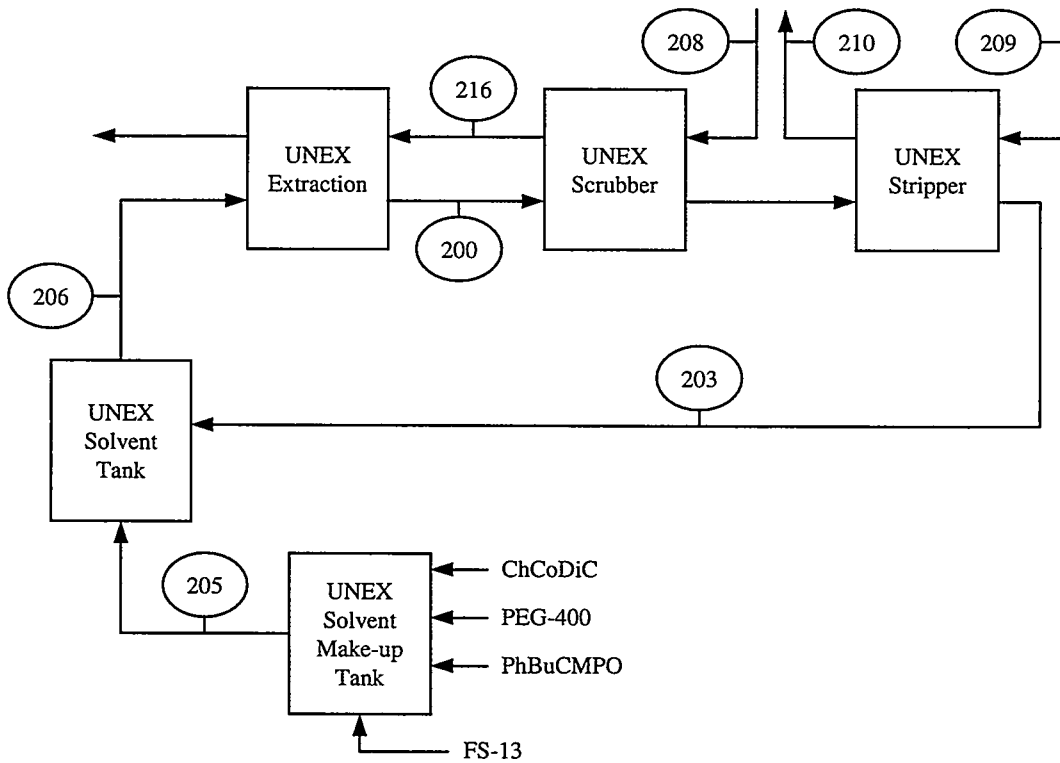 208
210
209
216
UNEX
Extraction
UNEX
Scrubber
UNEX
Stripper
200
206
203
UNEX
Solvent
Tank
205
UNEX
Solvent
Make-up
Tank
ChCoDiC
PEG-400
PhBuCMPO
FS-13